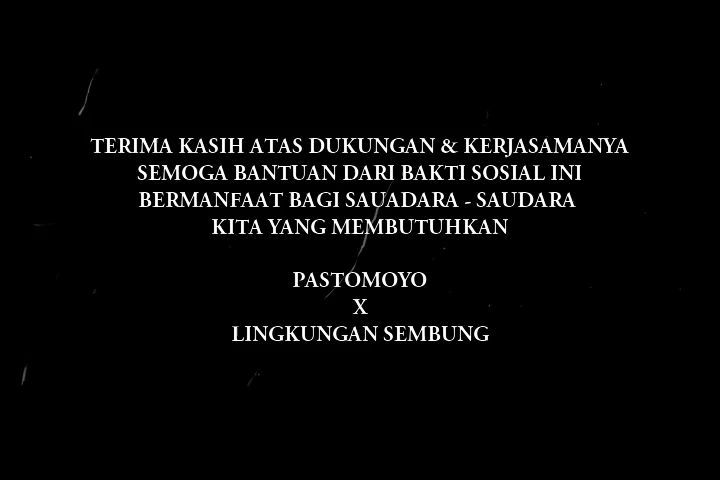 TERIMA KASIH ATAS DUKUNGAN & KERJASAMANYA
SEMOGA BANTUAN DARI BAKTI SOSIAL INI
BERMANFAAT BAGI SAUADARA - SAUDARA
KITA YANG MEMBUTUHKAN
PASTOMOYO
X
LINGKUNGAN SEMBUNG